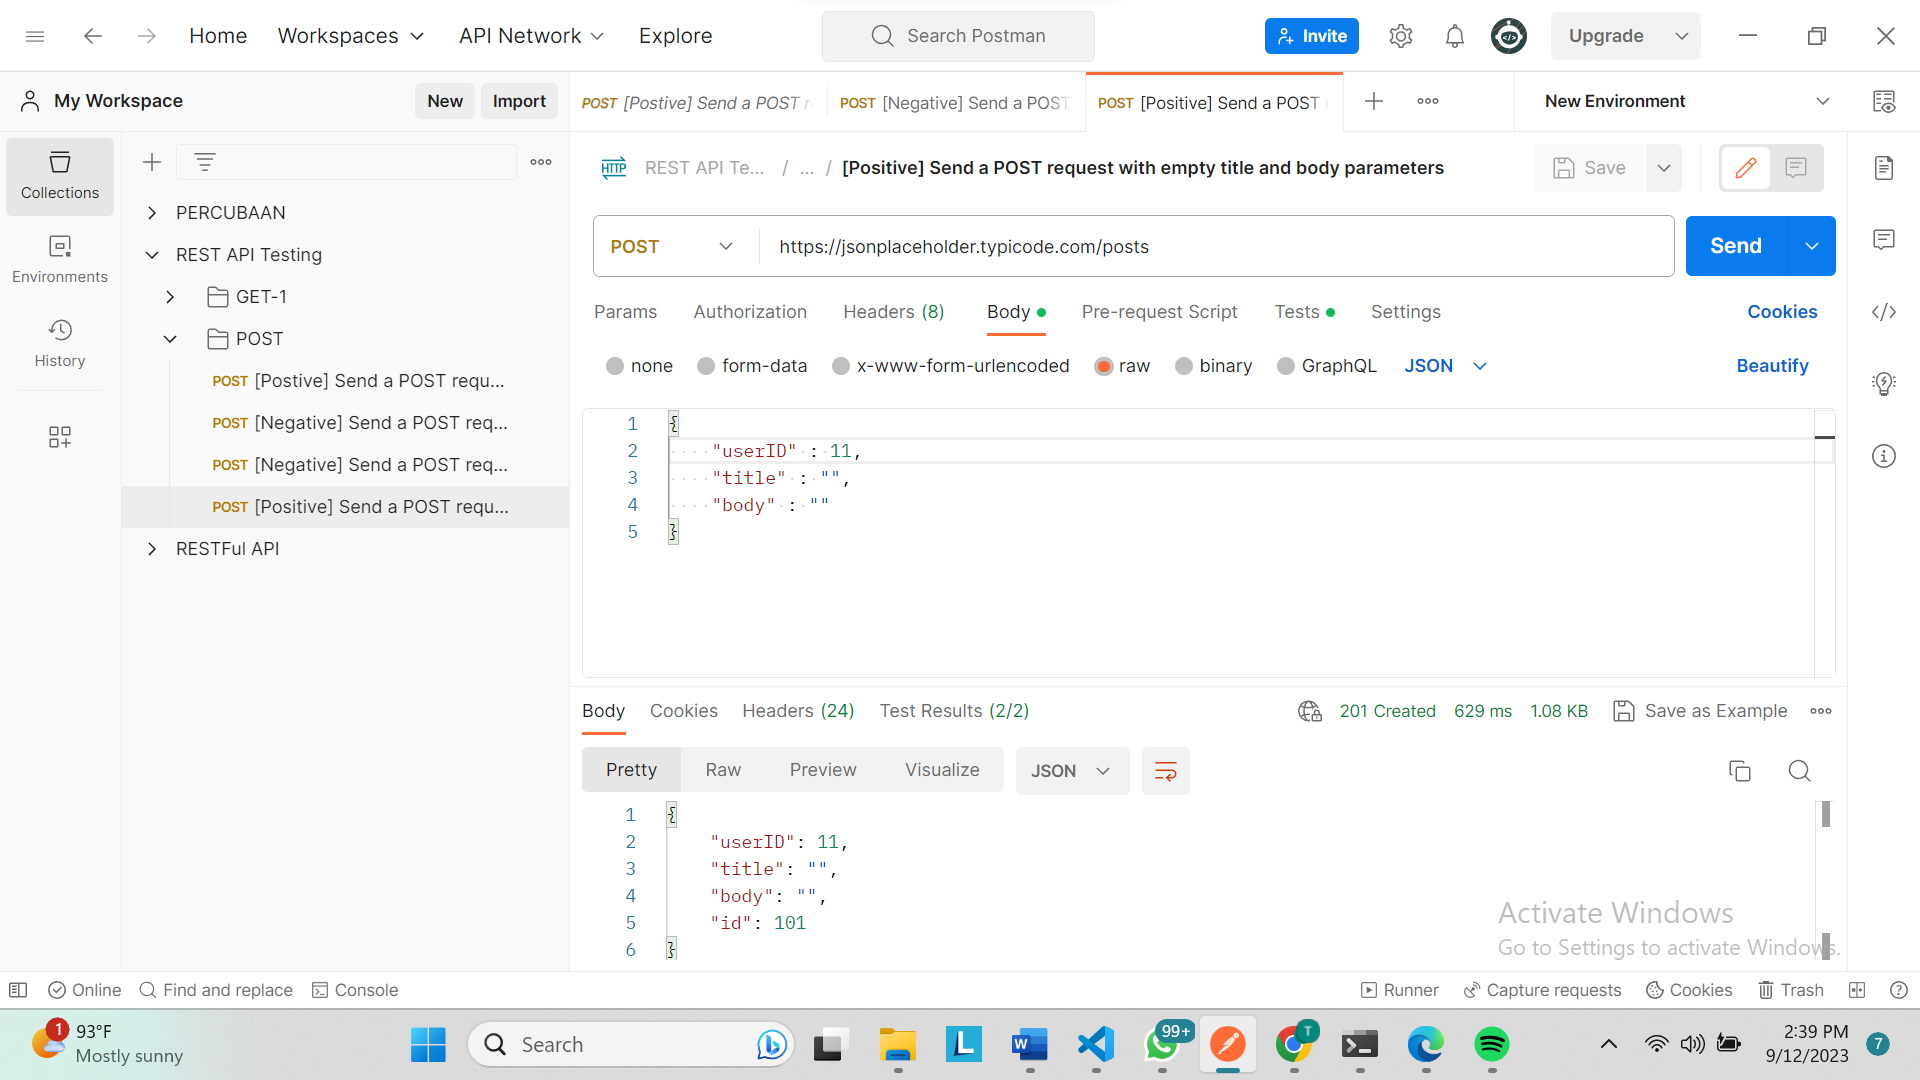 Home
Workspaces
API Network
Explore
Search Postman
Invite
Upgrade
My Workspace
New
Import
POST [Postive] Send a POST r
POST [Negative] Send a POST
POST [Positive] Send a POST
New Environment
Collections
Environments
History
PERCUBAAN
REST API Testing
GET-1
POST
POST [Postive] Send a POST requ...
POST [Negative] Send a POST req...
POST [Negative] Send a POST req...
POST [Positive] Send a POST requ...
RESTFul API
HTTP REST API Te... / ... / [Positive] Send a POST request with empty title and body parameters
Save
POST
https://jsonplaceholder.typicode.com/posts
Send
Params Authorization Headers (8) Body Pre-request Script Tests Settings
Cookies
none form-data x-www-form-urlencoded raw binary GraphQL JSON
Beautify
1 {
2 "userID" : 11,
3 "title" : "",
4 "body" : ""
5 }
Body Cookies Headers (24) Test Results (2/2)
201 Created 629 ms 1.08 KB Save as Example
Pretty Raw Preview Visualize JSON
1 {
2 "userID": 11,
3 "title": "",
4 "body": "",
5 "id": 101
6 }
Activate Windows
Go to Settings to activate Windows.
Online Find and replace Console
Runner Capture requests Cookies Trash
1
93°F
Mostly sunny
Search
L
W
99+
T
2:39 PM
9/12/2023
7